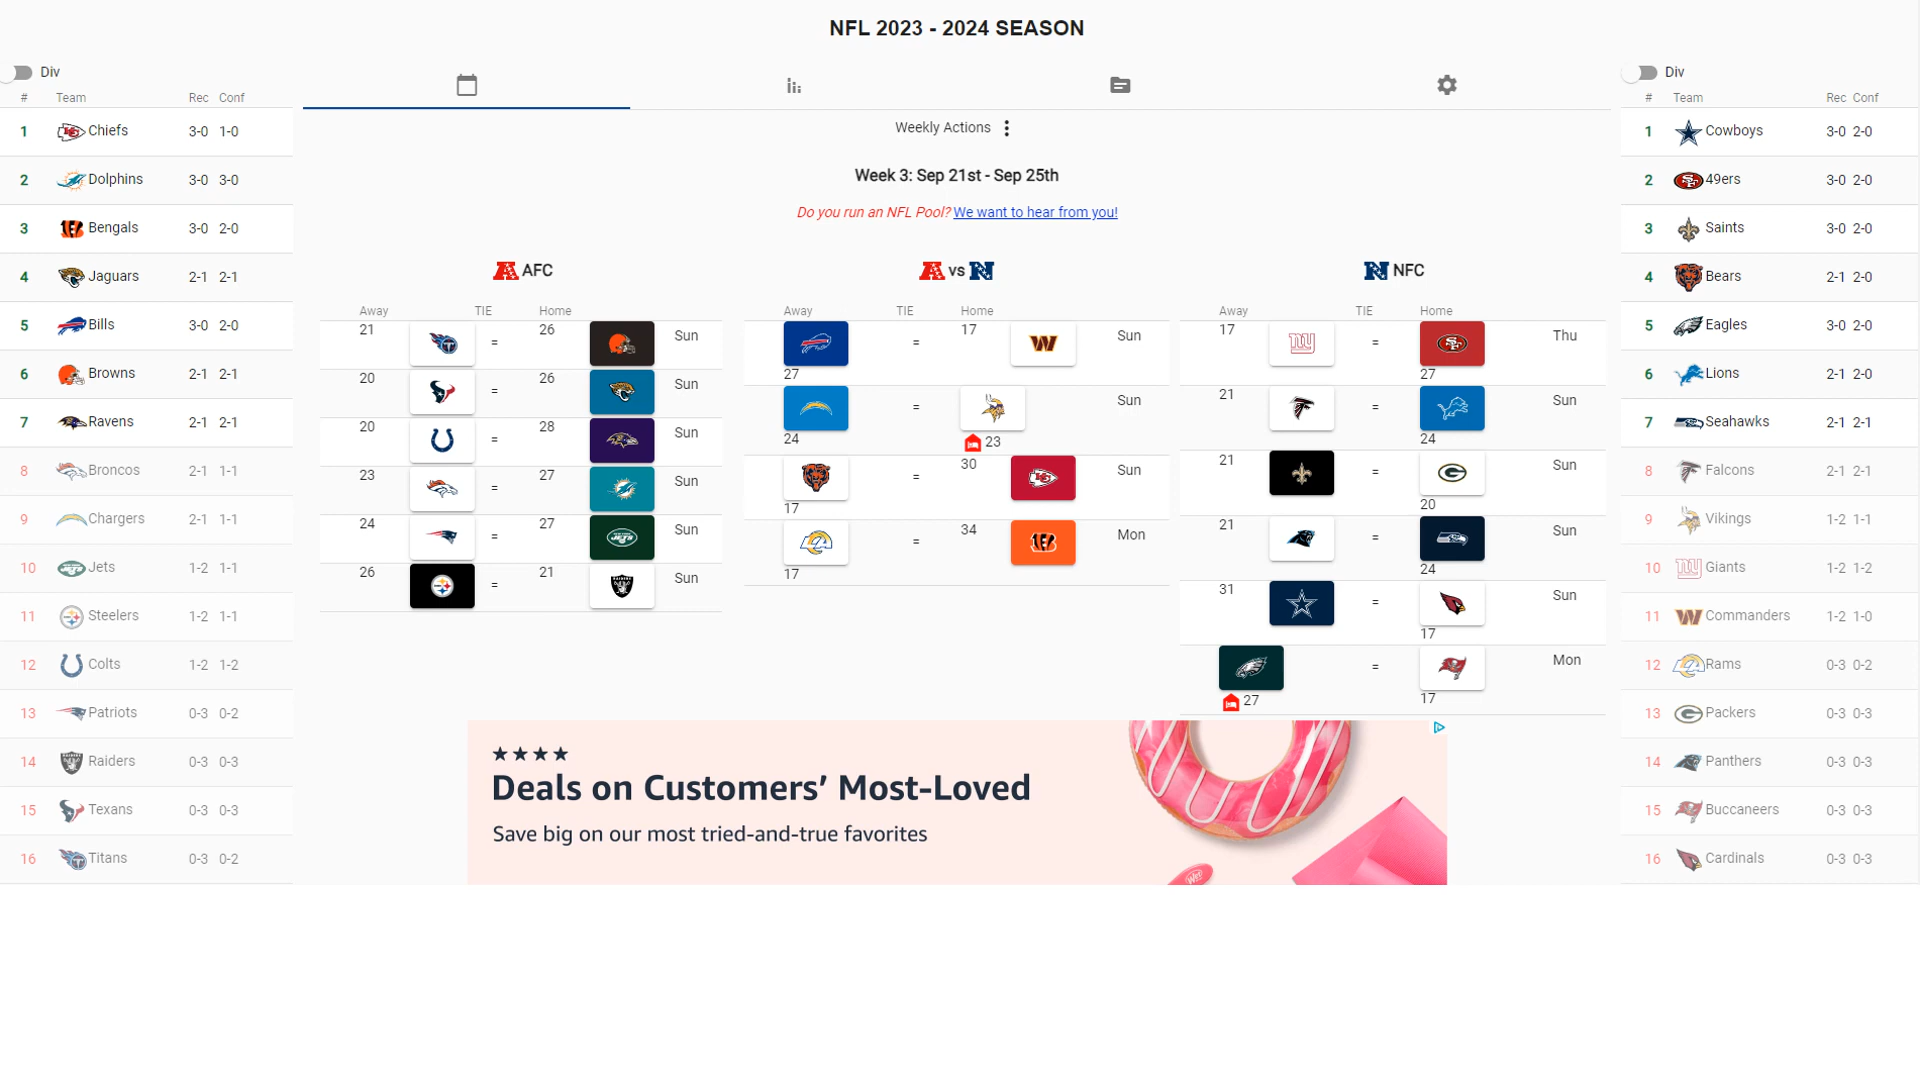 NFL 2023 - 2024 SEASON
Div
# Team Rec Conf
1 Chiefs 3-0 1-0
2 Dolphins 3-0 3-0
3 Bengals 3-0 2-0
4 Jaguars 2-1 2-1
5 Bills 3-0 2-0
6 Browns 2-1 2-1
7 Ravens 2-1 2-1
8 Broncos 2-1 1-1
9 Chargers 2-1 1-1
10 Jets 1-2 1-1
11 Steelers 1-2 1-1
12 Colts 1-2 1-2
13 Patriots 0-3 0-2
14 Raiders 0-3 0-3
15 Texans 0-3 0-3
16 Titans 0-3 0-2
Weekly Actions
Week 3: Sep 21st - Sep 25th
Do you run an NFL Pool? We want to hear from you!
AFC
Away TIE Home
21 = 26 Sun
20 = 26 Sun
20 = 28 Sun
23 = 27 Sun
24 = 27 Sun
26 = 21 Sun
A vs N
Away TIE Home
= 17 Sun
27
= Sun
24 23
= 30 Sun
17
= 34 Mon
17
NFC
Away TIE Home
17 = Thu
27
21 = Sun
24
21 = Sun
20
21 = Sun
24
31 = Sun
17
= Mon
27 17
Deals on Customers’ Most-Loved
Save big on our most tried-and-true favorites
Div
# Team Rec Conf
1 Cowboys 3-0 2-0
2 49ers 3-0 2-0
3 Saints 3-0 2-0
4 Bears 2-1 2-0
5 Eagles 3-0 2-0
6 Lions 2-1 2-0
7 Seahawks 2-1 2-1
8 Falcons 2-1 2-1
9 Vikings 1-2 1-1
10 Giants 1-2 1-2
11 Commanders 1-2 1-0
12 Rams 0-3 0-2
13 Packers 0-3 0-3
14 Panthers 0-3 0-3
15 Buccaneers 0-3 0-3
16 Cardinals 0-3 0-3